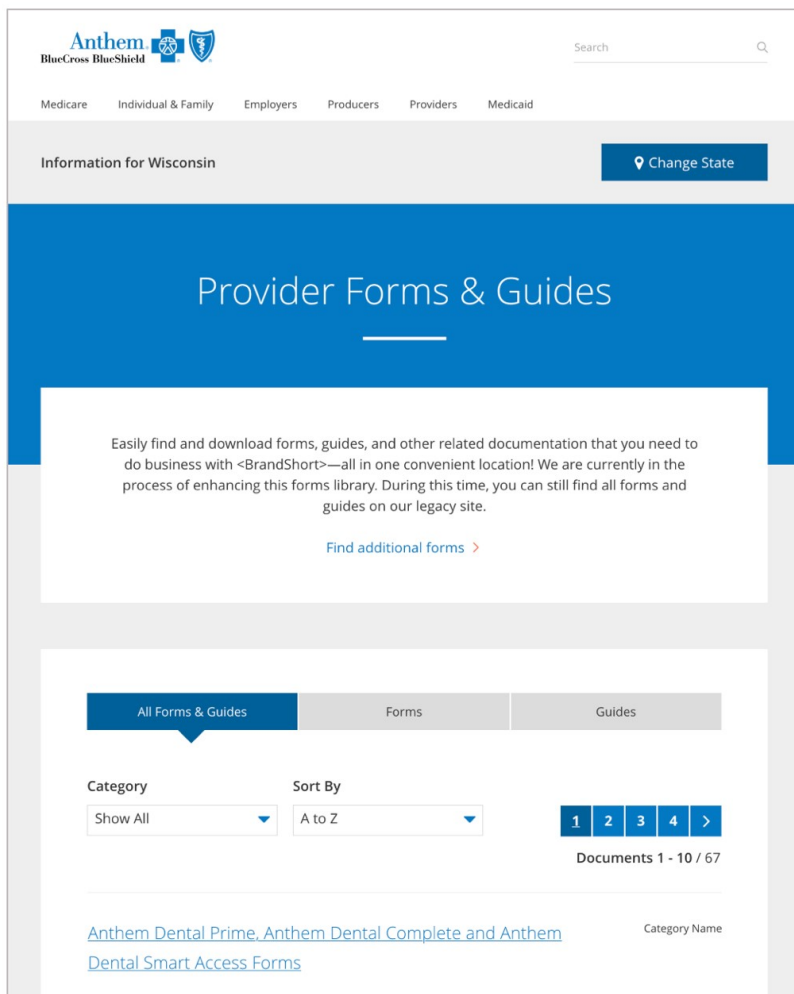 Anthem
BlueCross BlueShield
Search
Medicare Individual & Family Employers Producers Providers Medicaid
Information for Wisconsin
Change State
Provider Forms & Guides
Easily find and download forms, guides, and other related documentation that you need to
do business with <BrandShort>—all in one convenient location! We are currently in the
process of enhancing this forms library. During this time, you can still find all forms and
guides on our legacy site.
Find additional forms >
All Forms & Guides Forms Guides
Category Sort By
Show All A to Z
1 2 3 4 >
Documents 1 - 10 / 67
Anthem Dental Prime, Anthem Dental Complete and Anthem Category Name
Dental Smart Access Forms